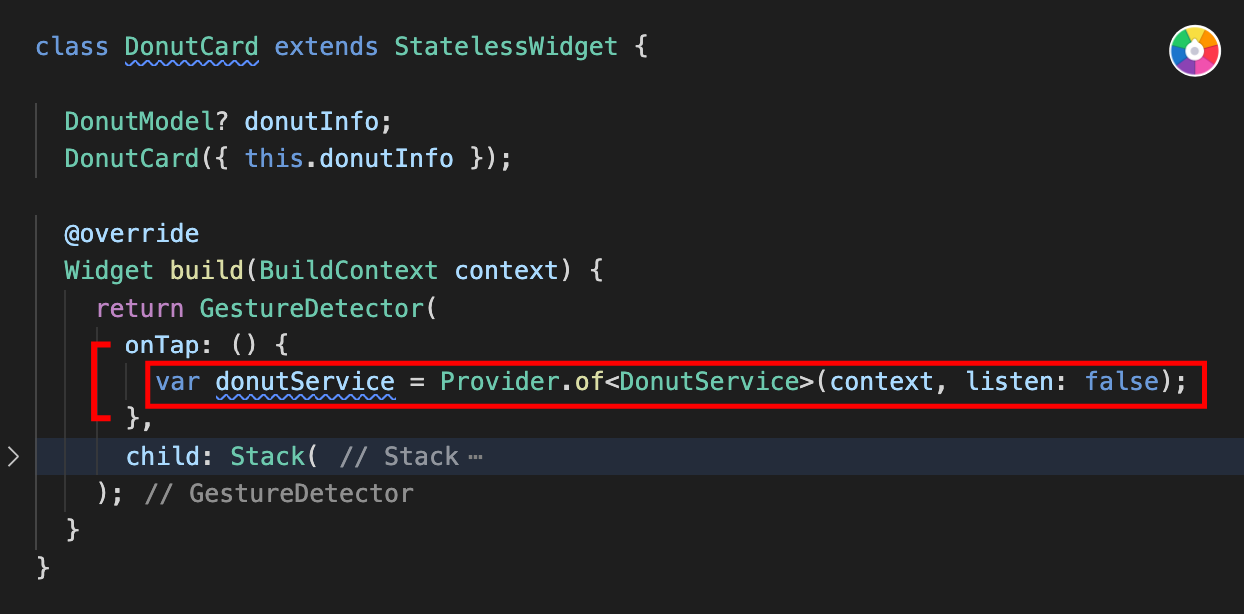 class DonutCard extends StatelessWidget {
DonutModel? donutInfo;
DonutCard({ this.donutInfo });
@override
Widget build(BuildContext context) {
return GestureDetector(
onTap: () {
var donutService = Provider.of<DonutService>(context, listen: false);
},
child: Stack( // Stack ⋯
); // GestureDetector
}
}